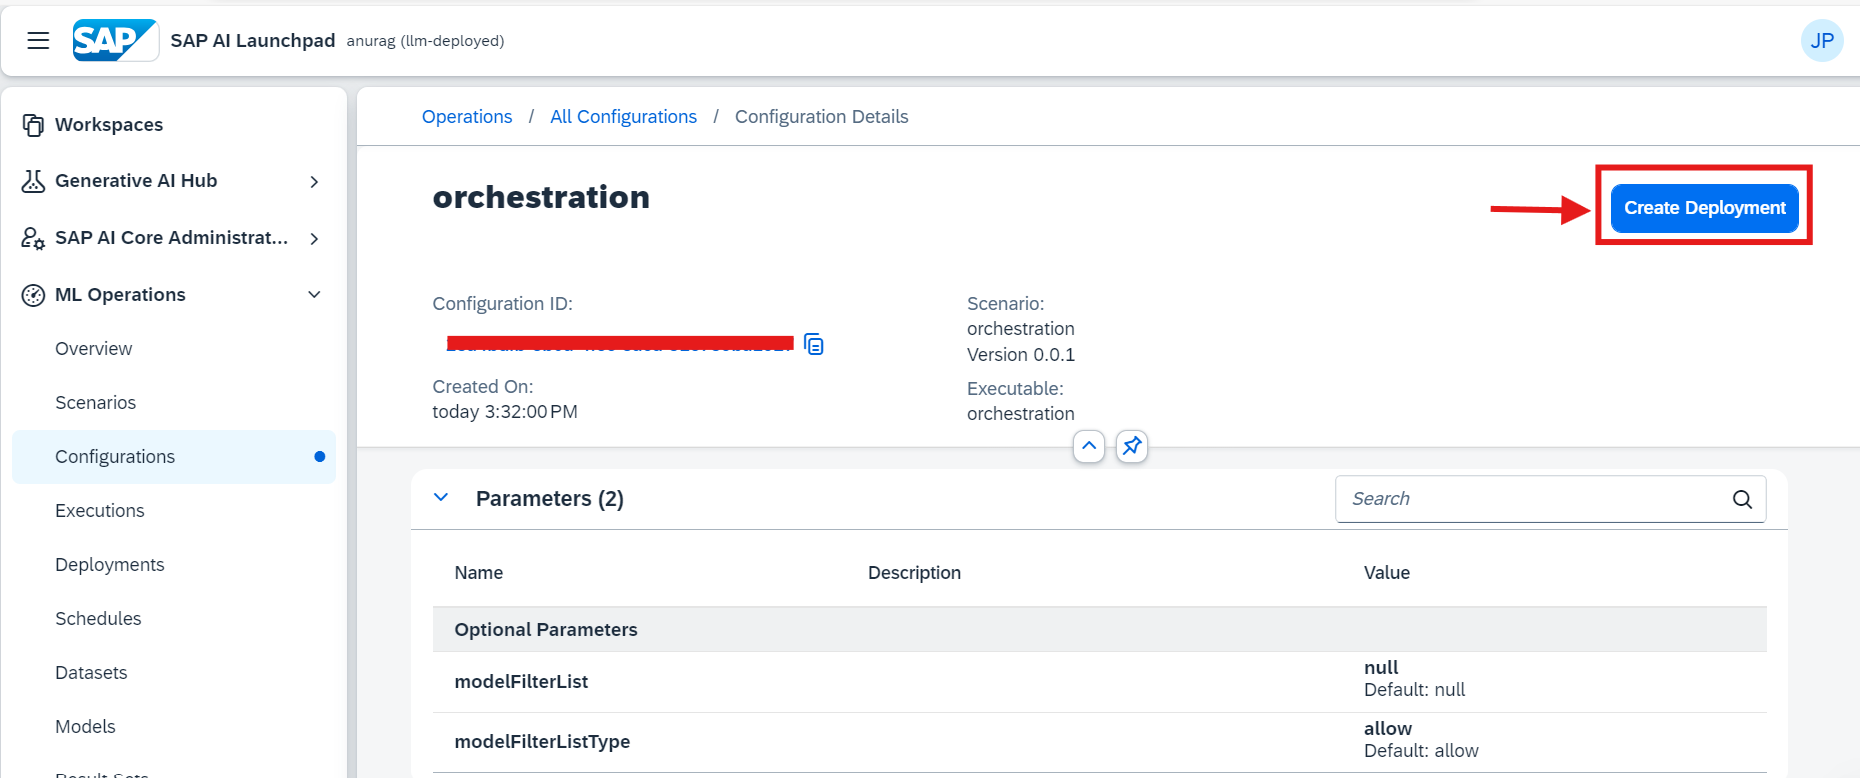 SAP SAP AI Launchpad anurag (llm-deployed) JP
Workspaces
Generative AI Hub
SAP AI Core Administrat...
ML Operations
Overview
Scenarios
Configurations
Executions
Deployments
Schedules
Datasets
Models
Operations / All Configurations / Configuration Details
orchestration
Create Deployment
Configuration ID:
Created On:
today 3:32:00 PM
Scenario:
orchestration
Version 0.0.1
Executable:
orchestration
Parameters (2)
Search
Name Description Value
Optional Parameters
modelFilterList
null
Default: null
modelFilterListType
allow
Default: allow